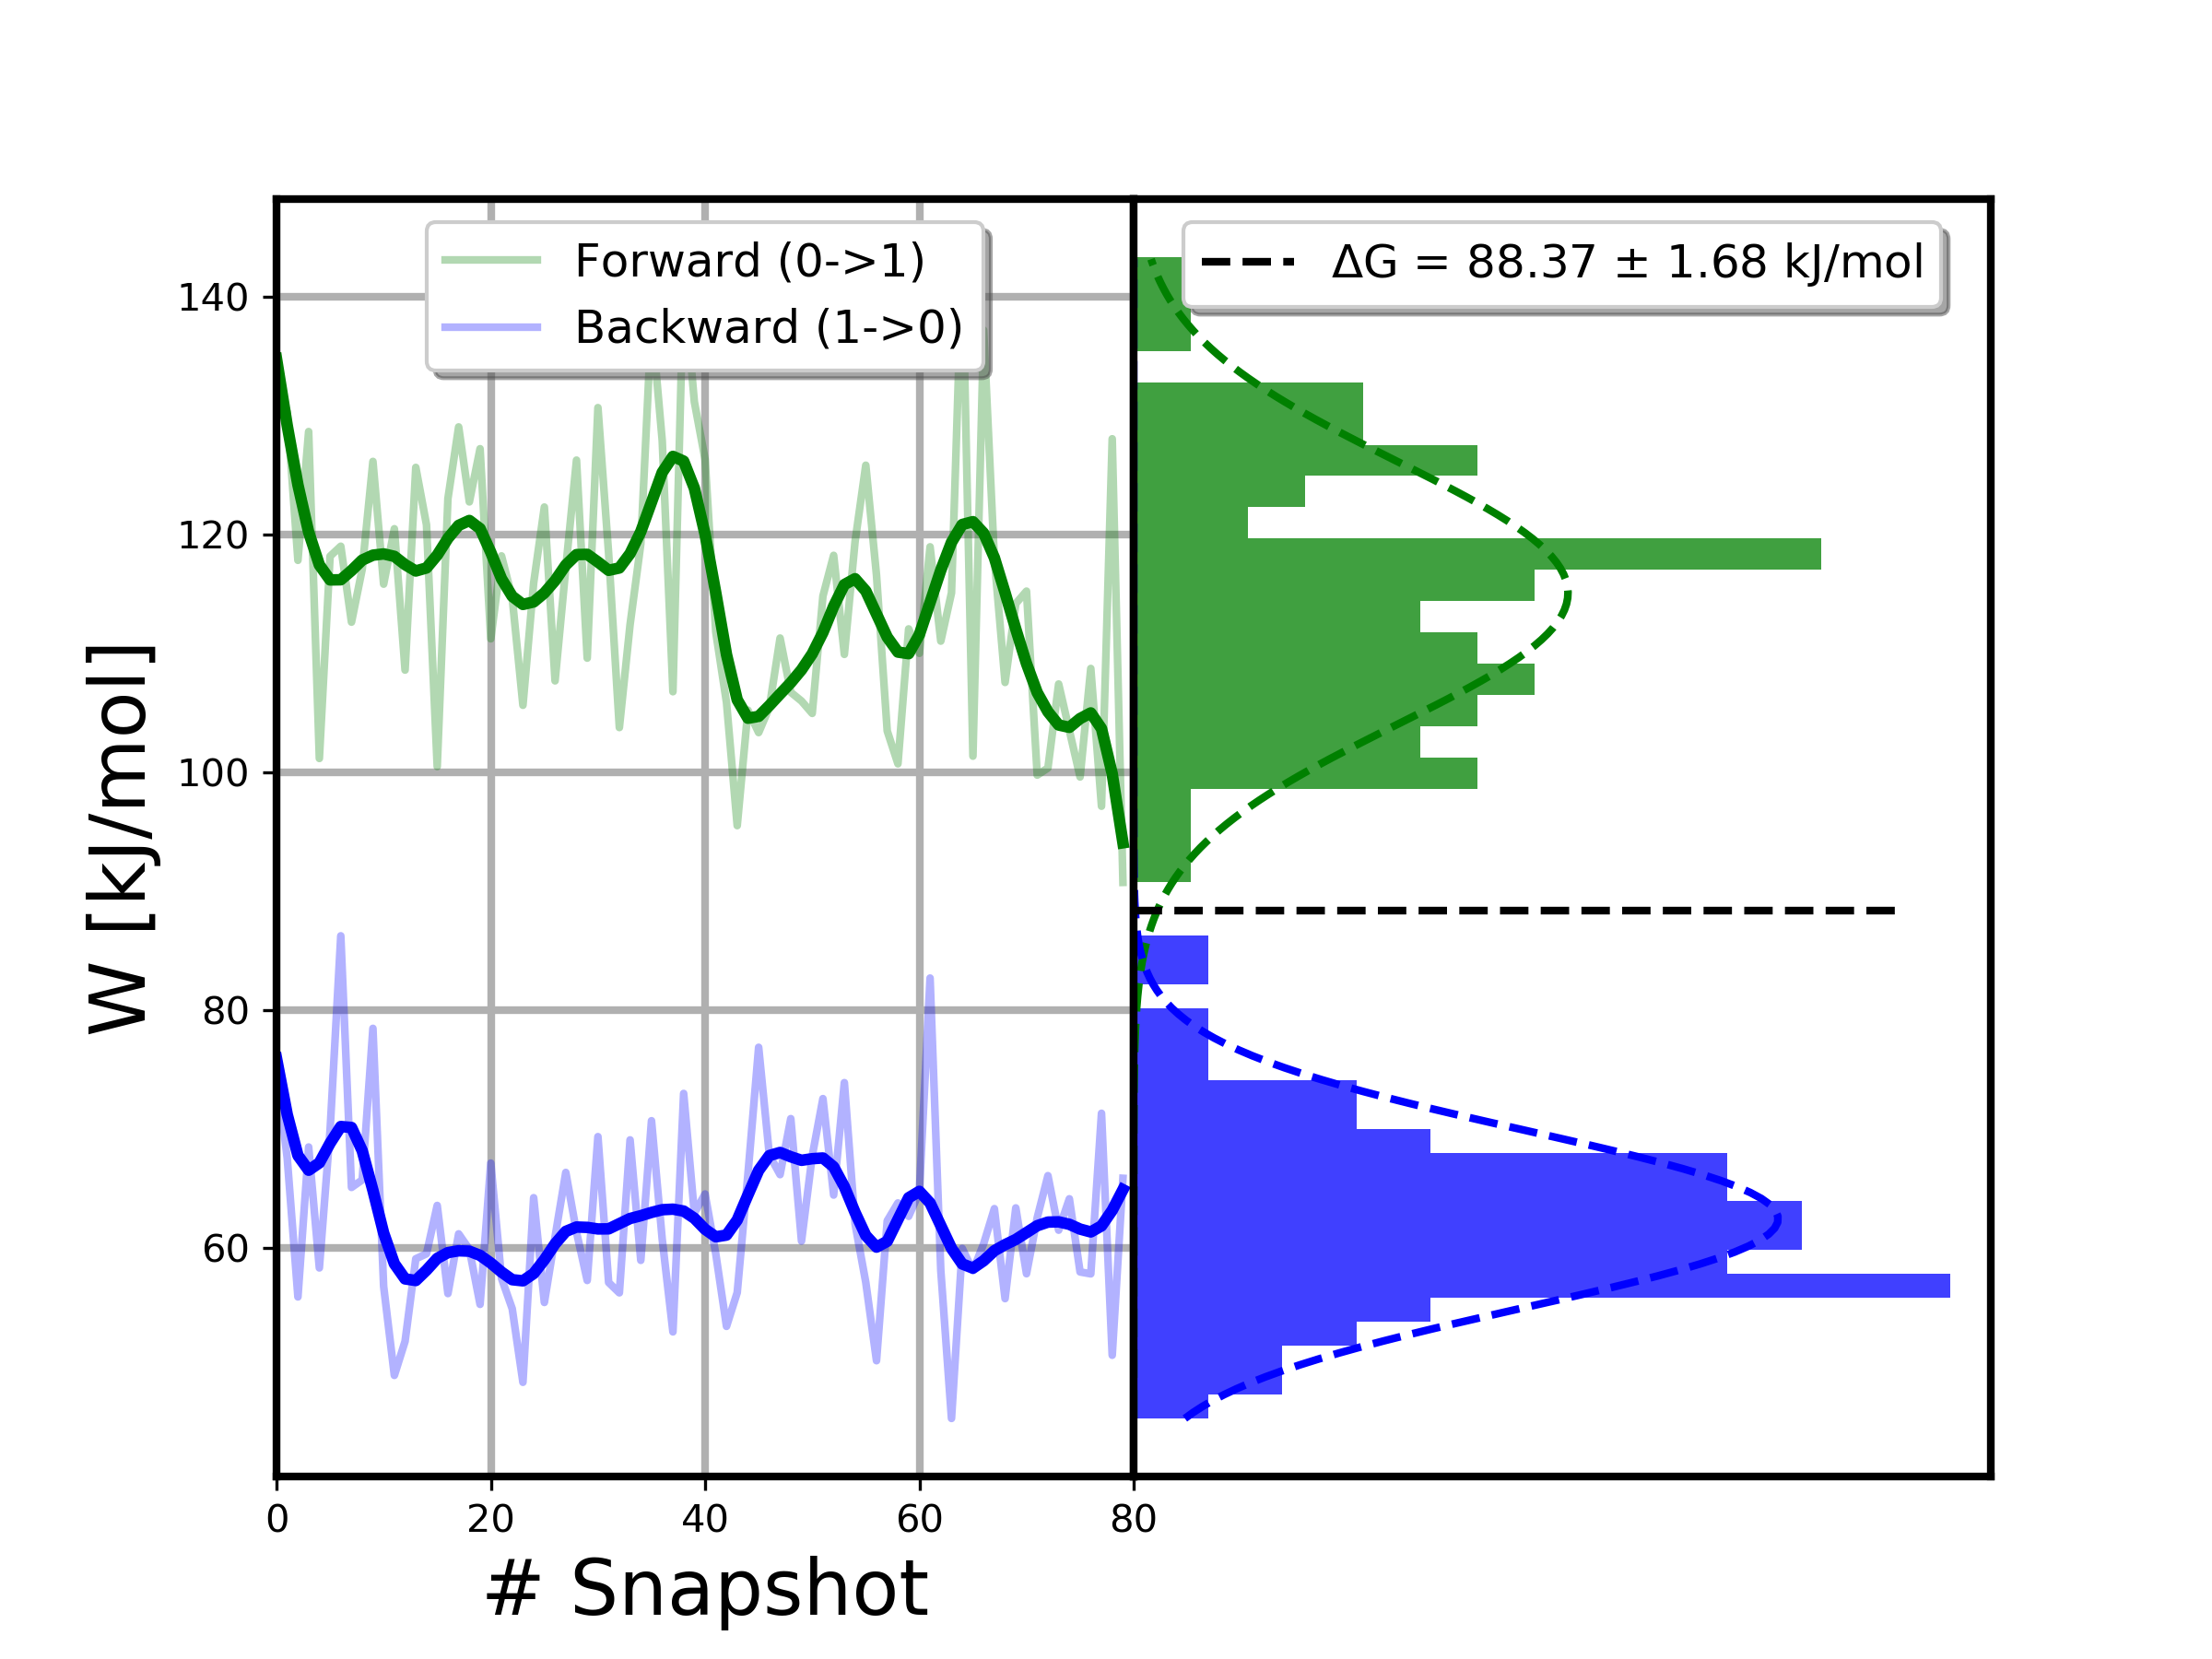 Forward (0->1)
Backward (1->0)
ΔG = 88.37 ± 1.68 kJ/mol
W [kJ/mol]
140
120
100
80
60
0 20 40 60 80
# Snapshot